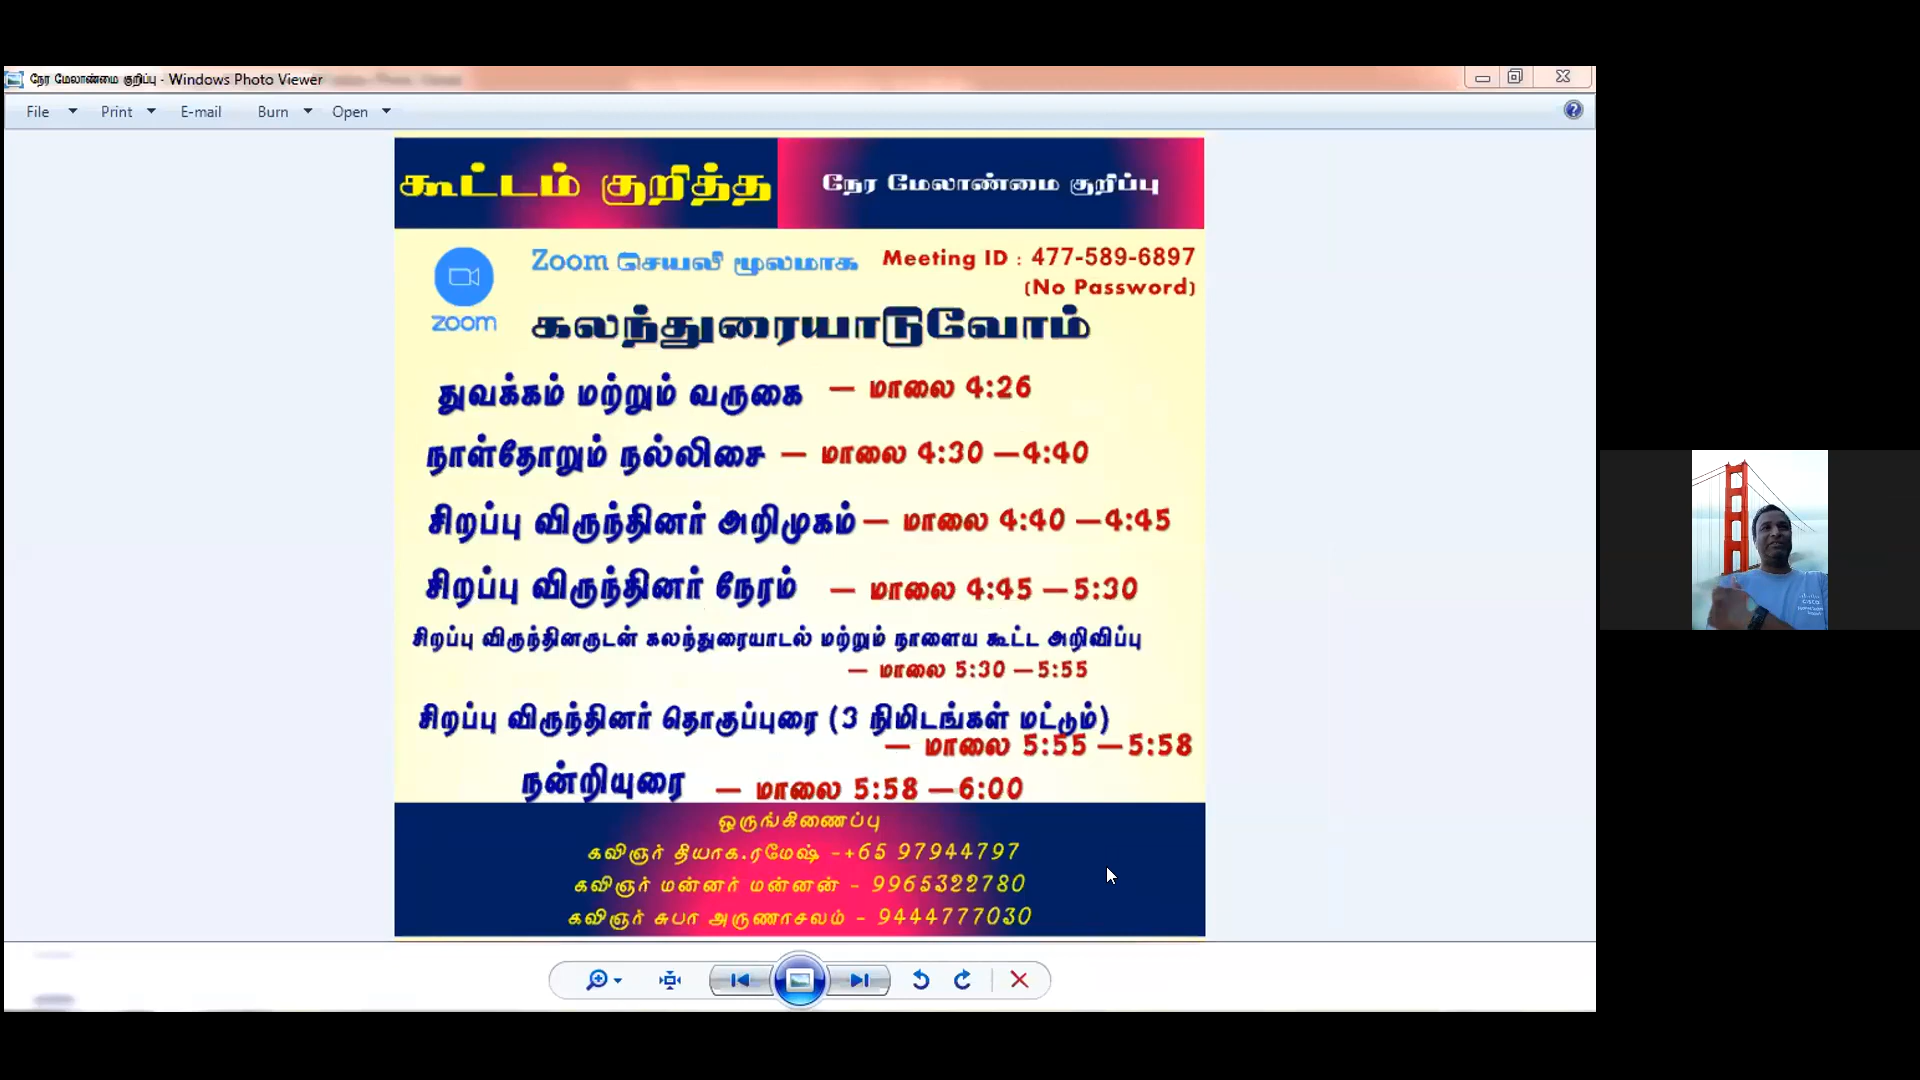 நேர மேலாண்மை குறிப்பு - Windows Photo Viewer
File Print E-mail Burn Open
கூட்டம் குறித்த
நேர மேலாண்மை குறிப்பு
Zoom செயலி மூலமாக
Meeting ID : 477-589-6897
(No Password)
zoom
கலந்துரையாடுவோம்
துவக்கம் மற்றும் வருகை — மாலை 4:26
நாள்தோறும் நல்லிசை — மாலை 4:30 —4:40
சிறப்பு விருந்தினர் அறிமுகம் — மாலை 4:40 —4:45
சிறப்பு விருந்தினர் நேரம் — மாலை 4:45 —5:30
சிறப்பு விருந்தினருடன் கலந்துரையாடல் மற்றும் நாளைய கூட்ட அறிவிப்பு
— மாலை 5:30 —5:55
சிறப்பு விருந்தினர் தொகுப்புரை (3 நிமிடங்கள் மட்டும்)
— மாலை 5:55 —5:58
நன்றியுரை — மாலை 5:58 —6:00
ஒருங்கிணைப்பு
கவிஞர் தியாக.ரமேஷ் -+65 97944797
கவிஞர் மன்னர் மன்னன் - 9965322780
கவிஞர் சுபா அருணாசலம் - 9444777030
CISCO